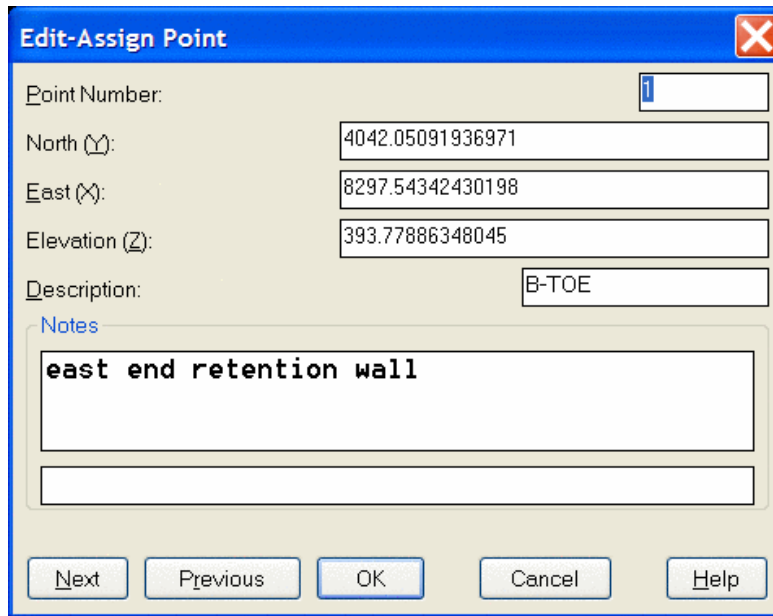 Edit-Assign Point
Point Number: 1
North (Y): 4042.05091936971
East (X): 8297.54342430198
Elevation (Z): 393.77886348045
Description: B-TOE
Notes
east end retention wall
Next Previous OK Cancel Help